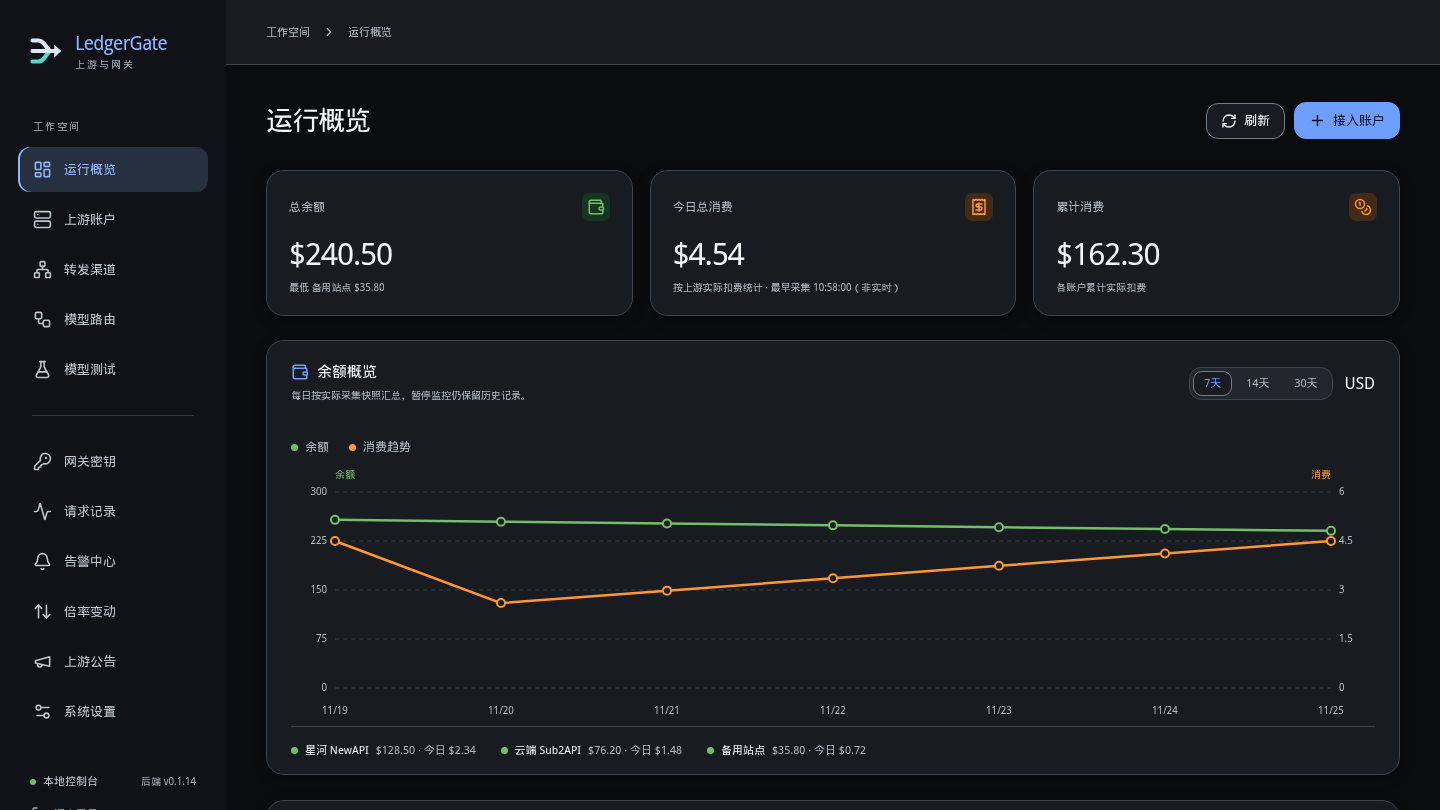 LedgerGate
上游与网关
工作空间
运行概览
上游账户
转发渠道
模型路由
模型测试
网关密钥
请求记录
告警中心
倍率变动
上游公告
系统设置
本地控制台 后端 v0.1.14
工作空间 运行概览
运行概览
刷新 接入账户
总余额
$240.50
最低 备用站点 $35.80
今日总消费
$4.54
按上游实际扣费统计 · 最早采集 10:58:00 ( 非实时 )
累计消费
$162.30
各账户累计实际扣费
余额概览
每日按实际采集快照汇总，暂停监控仍保留历史记录。
7天 14天 30天 USD
余额 消费趋势
余额 消费
300 6
225 4.5
150 3
75 1.5
0 0
11/19 11/20 11/21 11/22 11/23 11/24 11/25
星河 NewAPI $128.50 · 今日 $2.34 云端 Sub2API $76.20 · 今日 $1.48 备用站点 $35.80 · 今日 $0.72